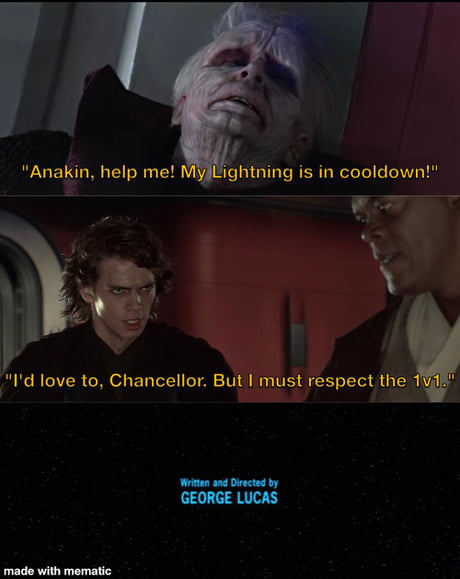 "Anakin, help me! My Lightning is in cooldown!"
"I'd love to, Chancellor. But I must respect the 1v1."
Written and Directed by
GEORGE LUCAS
made with mematic